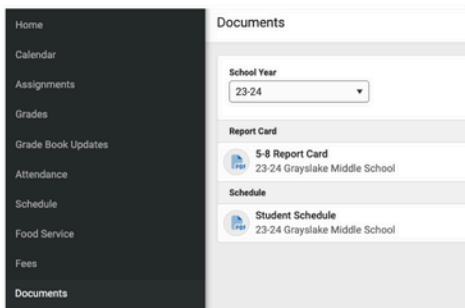 Home
Calendar
Assignments
Grades
Grade Book Updates
Attendance
Schedule
Food Service
Fees
Documents
Documents
School Year
23-24
Report Card
5-8 Report Card
23-24 Grayslake Middle School
Schedule
Student Schedule
23-24 Grayslake Middle School